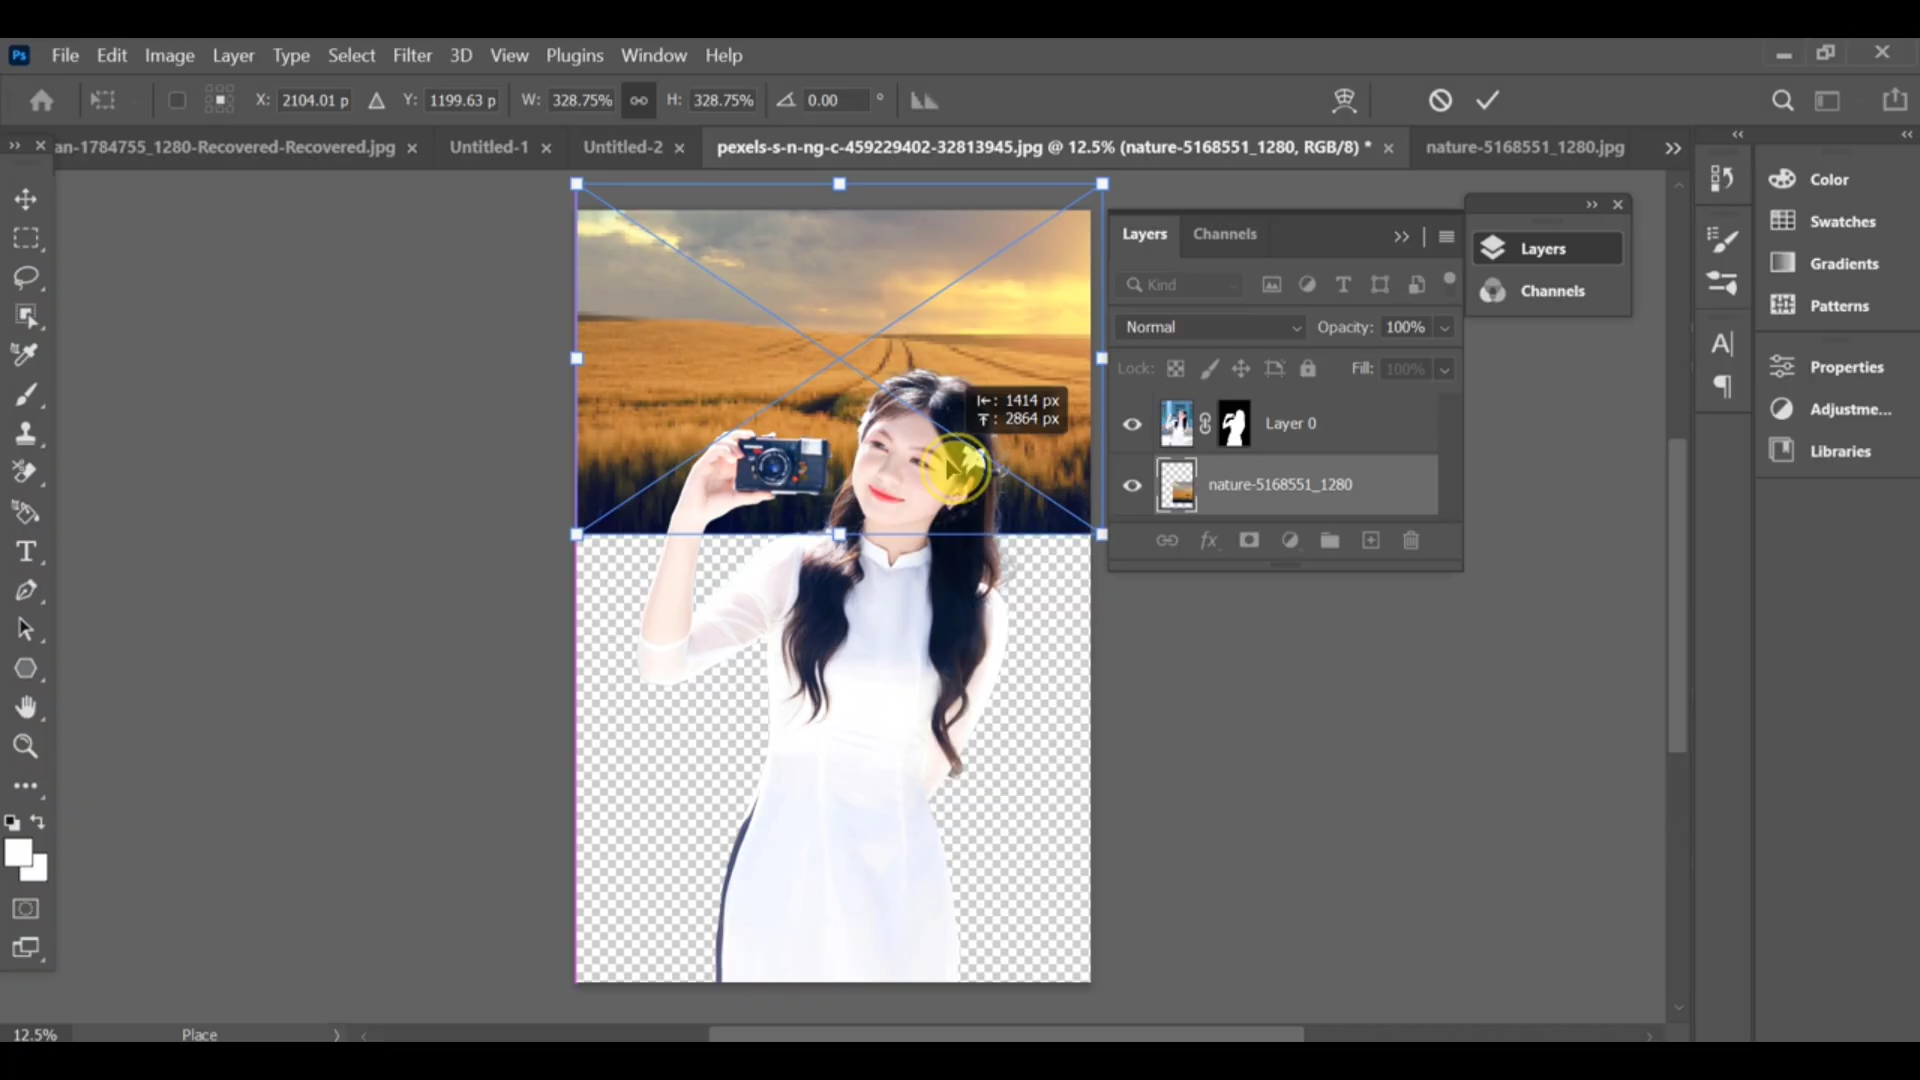 Ps File Edit Image Layer Type Select Filter 3D View Plugins Window Help
X: 2104.01 p Y: 1199.63 p W: 328.75% H: 328.75% 0.00 °
an-1784755_1280-Recovered-Recovered.jpg × Untitled-1 × Untitled-2 × pexels-s-n-ng-c-459229402-32813945.jpg @ 12.5% (nature-5168551_1280, RGB/8) * × nature-5168551_1280.jpg
Color
Swatches
Gradients
Patterns
Properties
Adjustme...
Libraries
Layers
Channels
Layers Channels
Kind
Normal Opacity: 100%
Lock: Fill: 100%
Layer 0
nature-5168551_1280
fx
1414 px
2864 px
12.5% Place